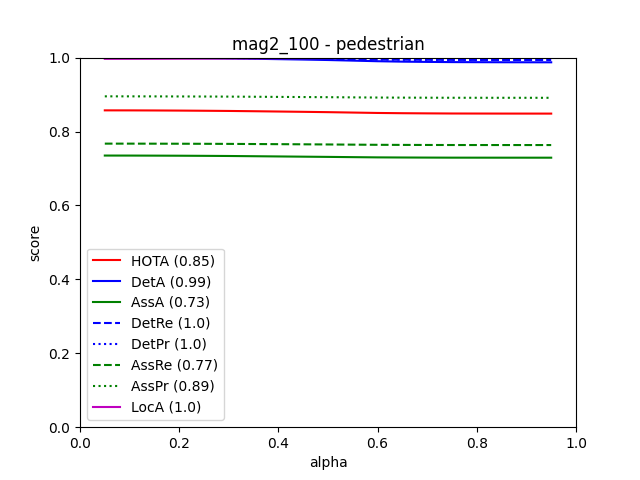 mag2_100 - pedestrian
1.0
0.8
0.6
0.4
0.2
0.0
score
HOTA (0.85)
DetA (0.99)
AssA (0.73)
DetRe (1.0)
DetPr (1.0)
AssRe (0.77)
AssPr (0.89)
LocA (1.0)
0.0 0.2 0.4 0.6 0.8 1.0
alpha